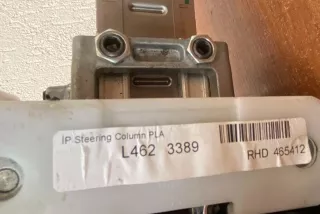 IP Steering Column PLA
L462 3389
RHD 465412